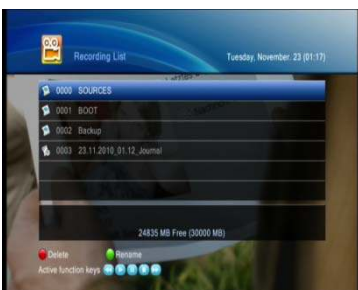 Recording List
Tuesday, November. 23 (01:17)
0000 SOURCES
0001 BOOT
0002 Backup
0003 23.11.2010_01.12_Journal
24835 MB Free (30000 MB)
Delete Rename
Active function keys